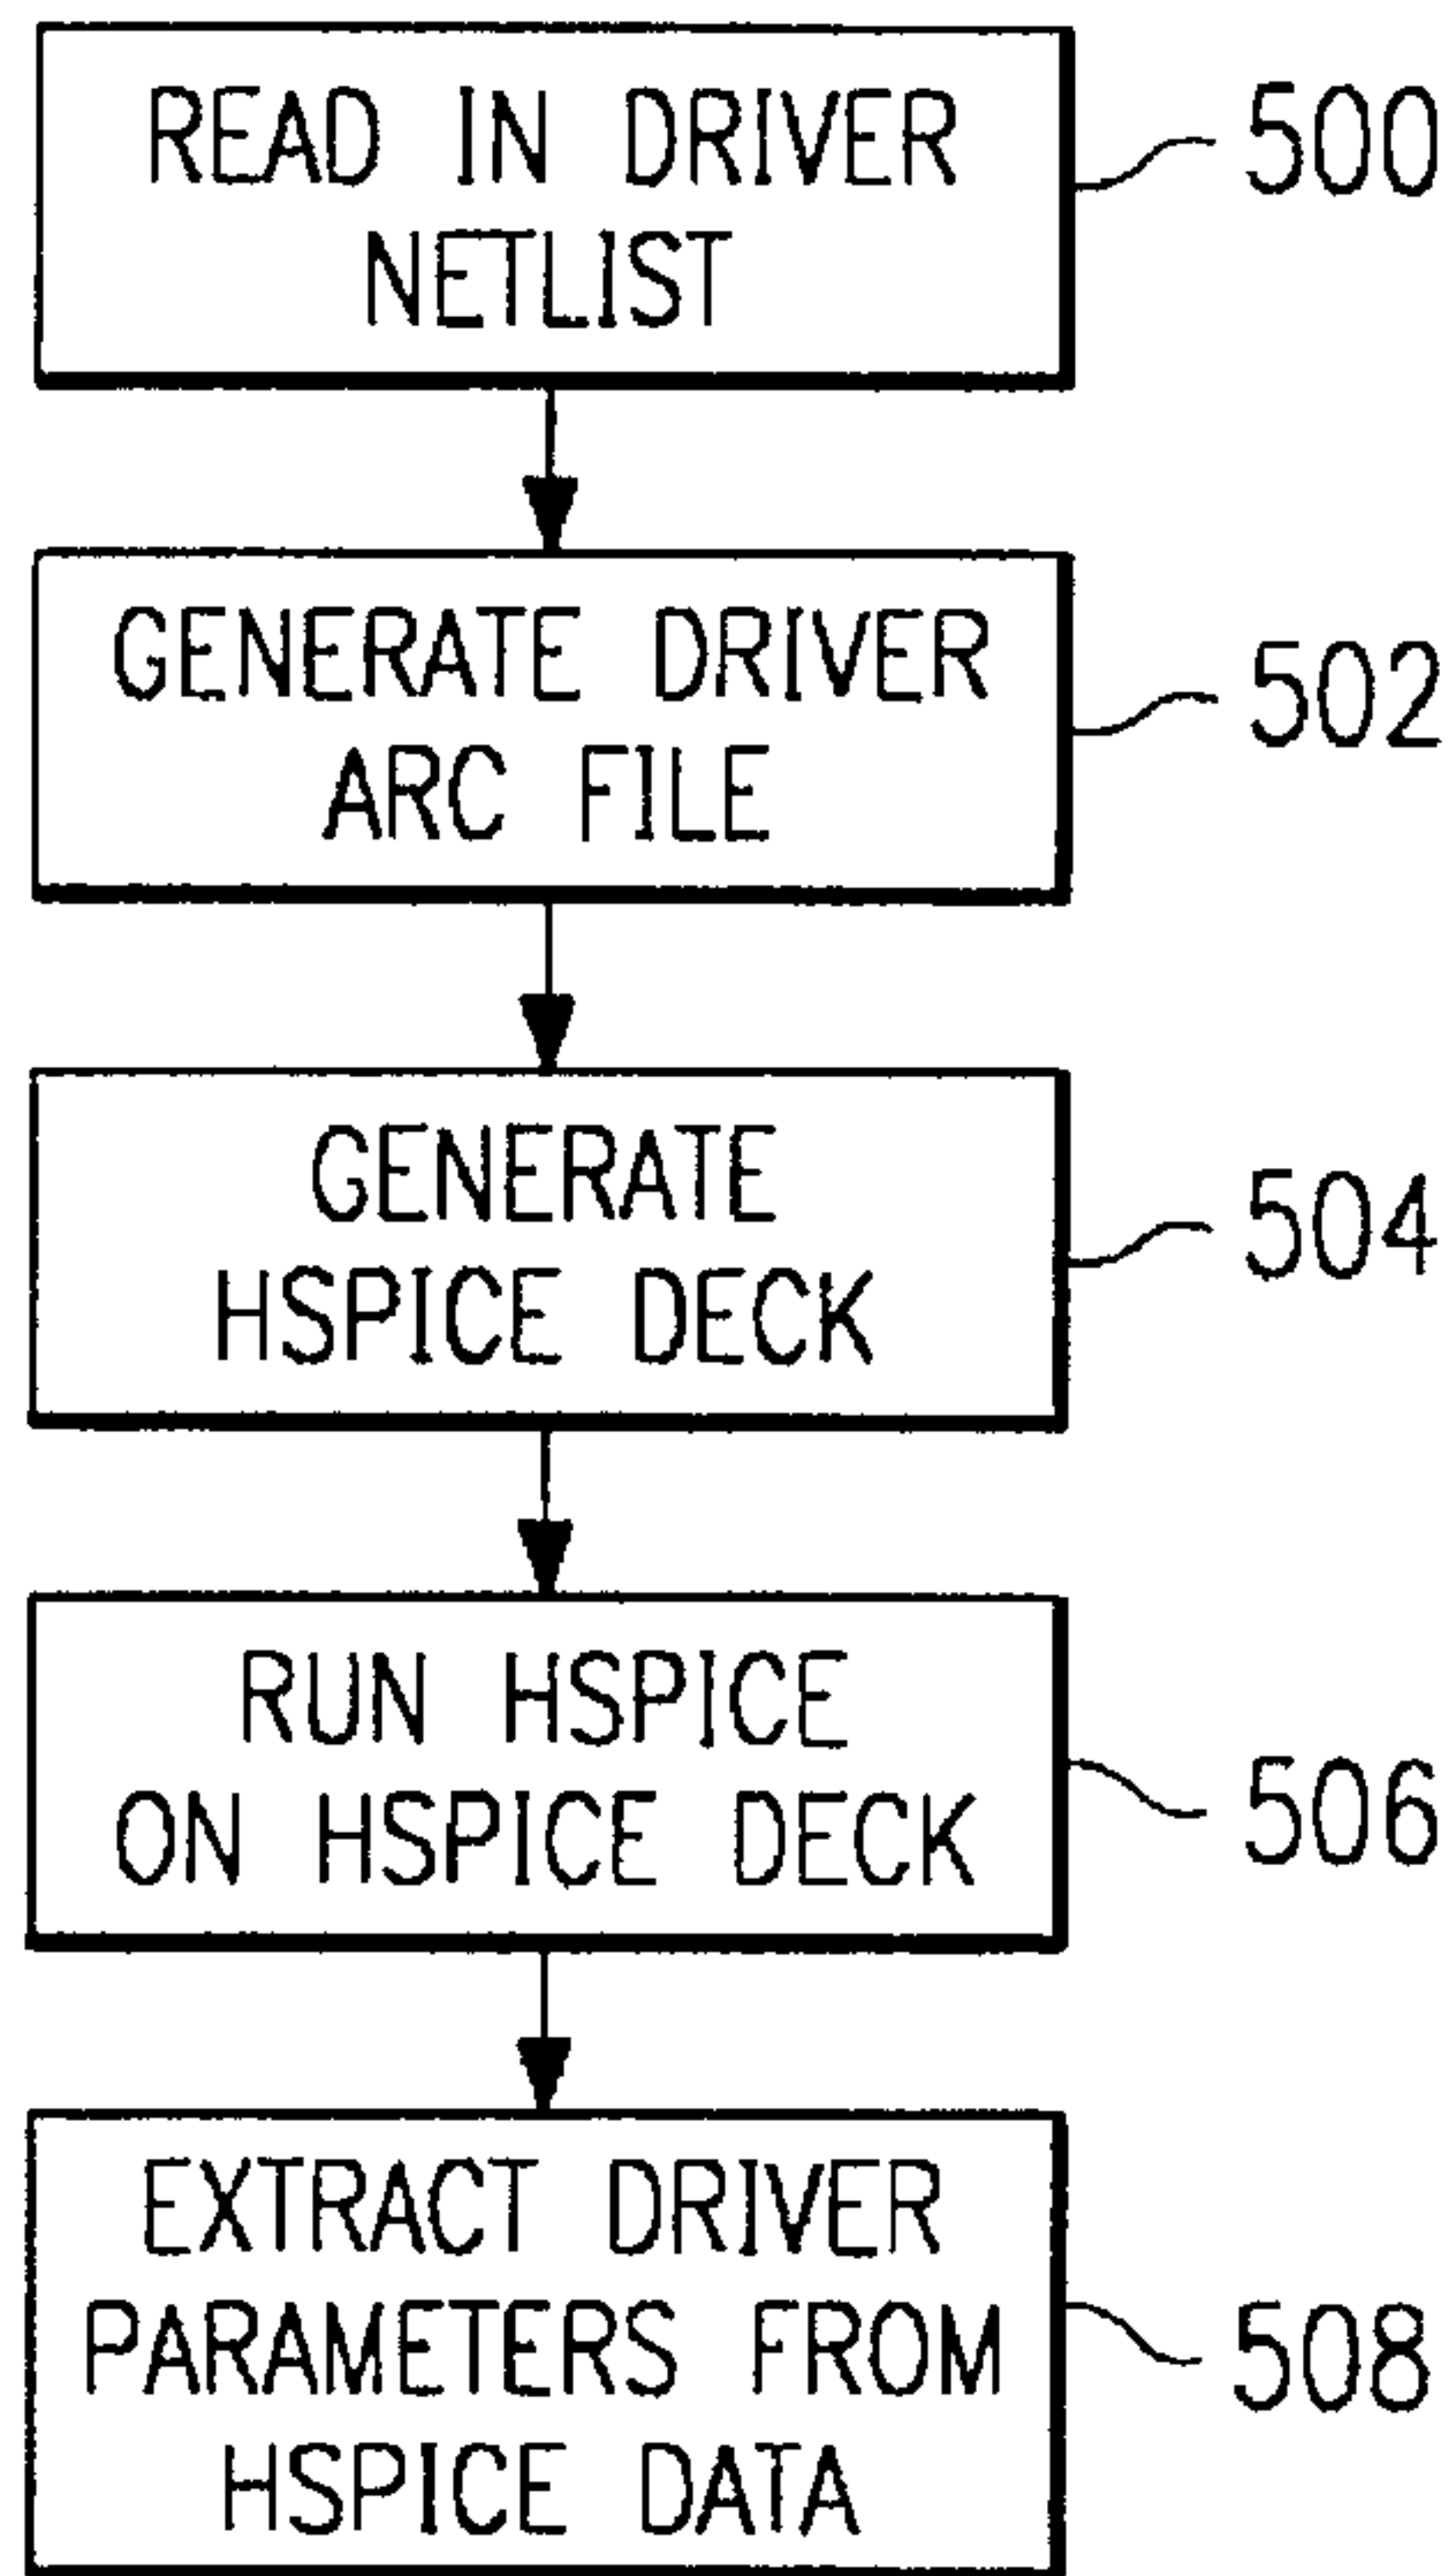 READ IN DRIVER
NETLIST
500
GENERATE DRIVER
ARC FILE
502
GENERATE
HSPICE DECK
504
RUN HSPICE
ON HSPICE DECK
506
EXTRACT DRIVER
PARAMETERS FROM
HSPICE DATA
508